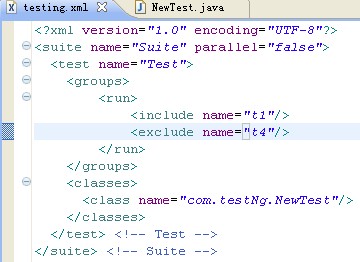 testing.xml NewTest.java
<?xml version="1.0" encoding="UTF-8"?>
<suite name="Suite" parallel="false">
<test name="Test">
<groups>
<run>
<include name="t1"/>
<exclude name="t4"/>
</run>
</groups>
<classes>
<class name="com.testNg.NewTest"/>
</classes>
</test> <!-- Test -->
</suite> <!-- Suite -->